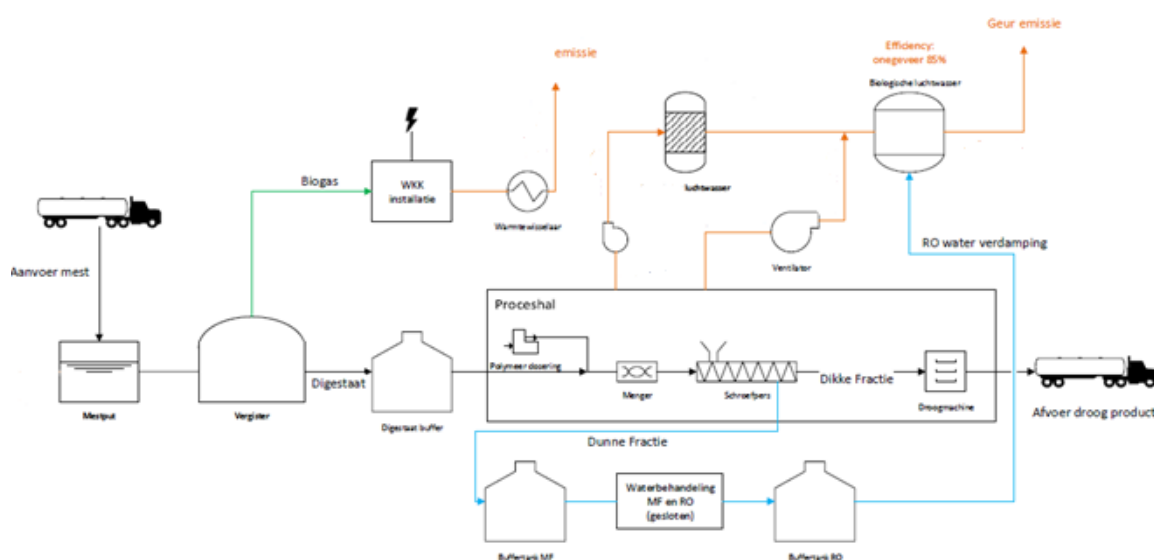 Geur emissie
emissie
Efficiency:
onegeveer 85%
Biologische luchtwasser
Biogas
WKK
installatie
luchtwasser
Warmtewisselaar
RO water verdamping
Ventilator
Aanvoer mest
Proceshal
Polymeer dosering
Digestaat
Dikke Fractie
Menger
Schroefpers
Droogmachine
Afvoer droog product
Mestput
Vergister
Digestaat buffer
Dunne Fractie
Waterbehandeling
MF en RO
(gesloten)
Buffertank MF
Buffertank RO